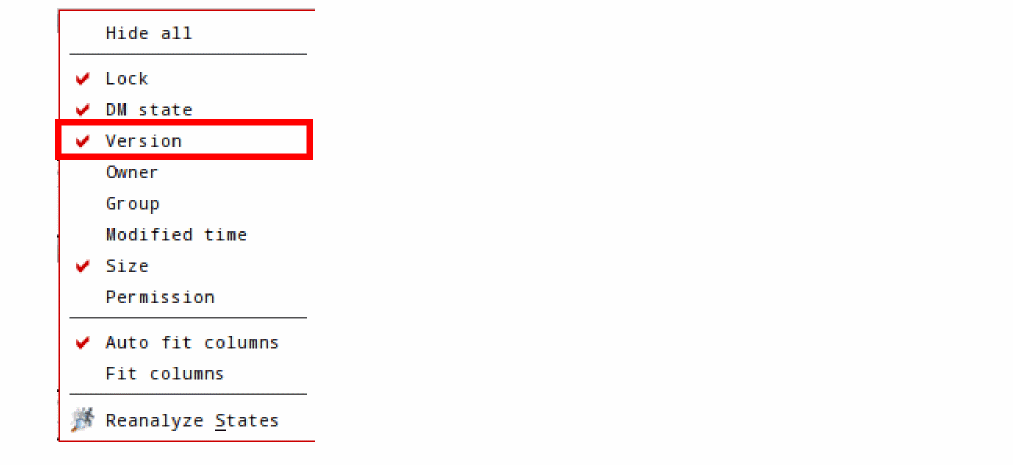 Hide all
Lock
DM state
Version
Owner
Group
Modified time
Size
Permission
Auto fit columns
Fit columns
Reanalyze States